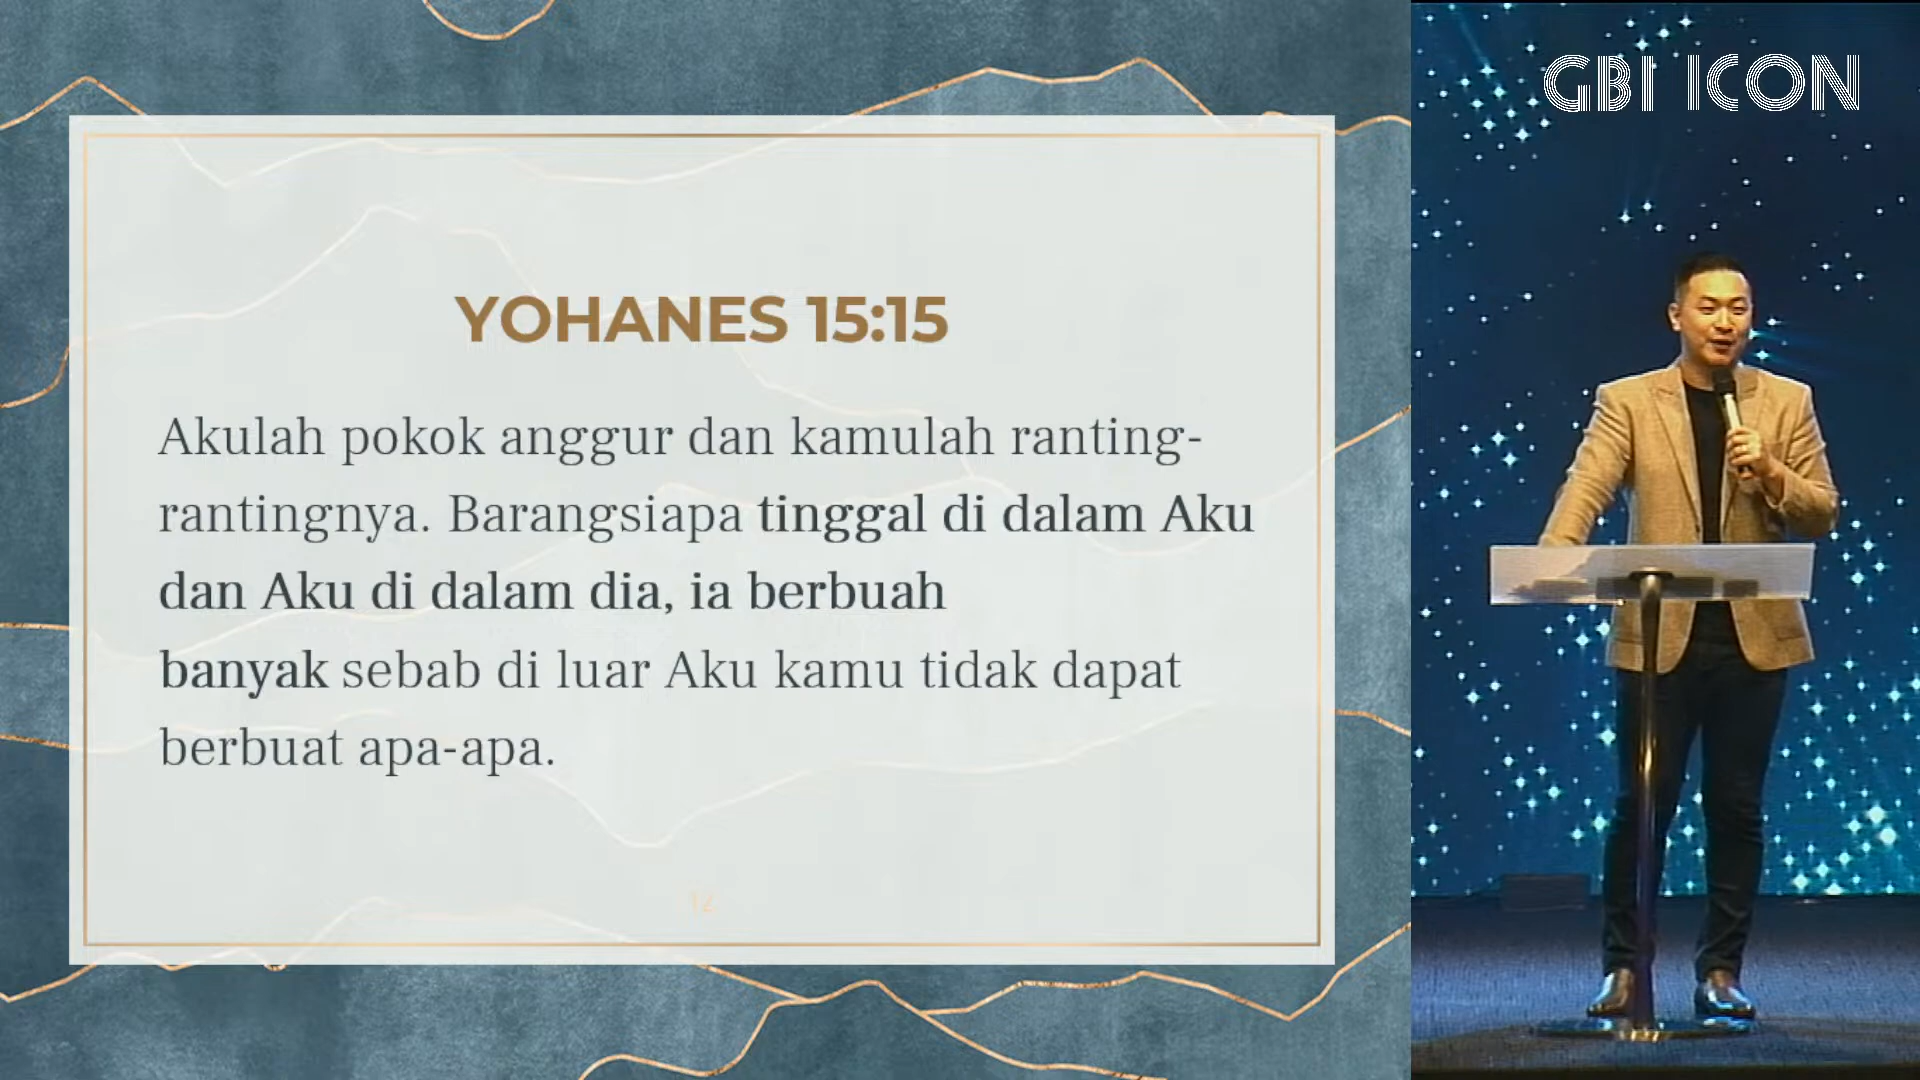 GBI ICON
YOHANES 15:15
Akulah pokok anggur dan kamulah ranting-
rantingnya. Barangsiapa tinggal di dalam Aku
dan Aku di dalam dia, ia berbuah
banyak sebab di luar Aku kamu tidak dapat
berbuat apa-apa.
12